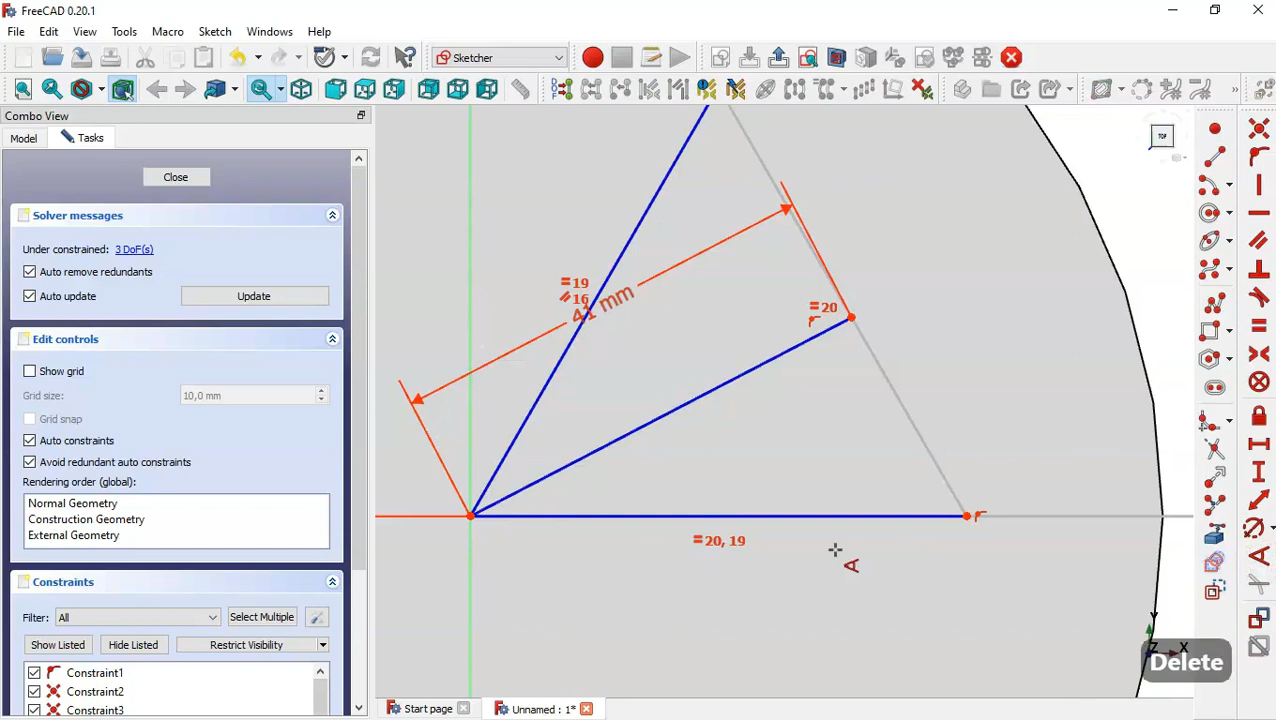 FreeCAD 0.20.1
File Edit View Tools Macro Sketch Windows Help
Sketcher
Combo View
Model Tasks
Close
Solver messages
Under constrained: 3 DoF(s)
Auto remove redundants
Auto update Update
Edit controls
Show grid
Grid size: 10,0 mm
Grid snap
Auto constraints
Avoid redundant auto constraints
Rendering order (global):
Normal Geometry
Construction Geometry
External Geometry
Constraints
Filter: All Select Multiple
Show Listed Hide Listed Restrict Visibility
Constraint1
Constraint2
Constraint3
TOP
19
16
41 mm
20
20, 19
Y
Z X
Delete
Start page Unnamed : 1*